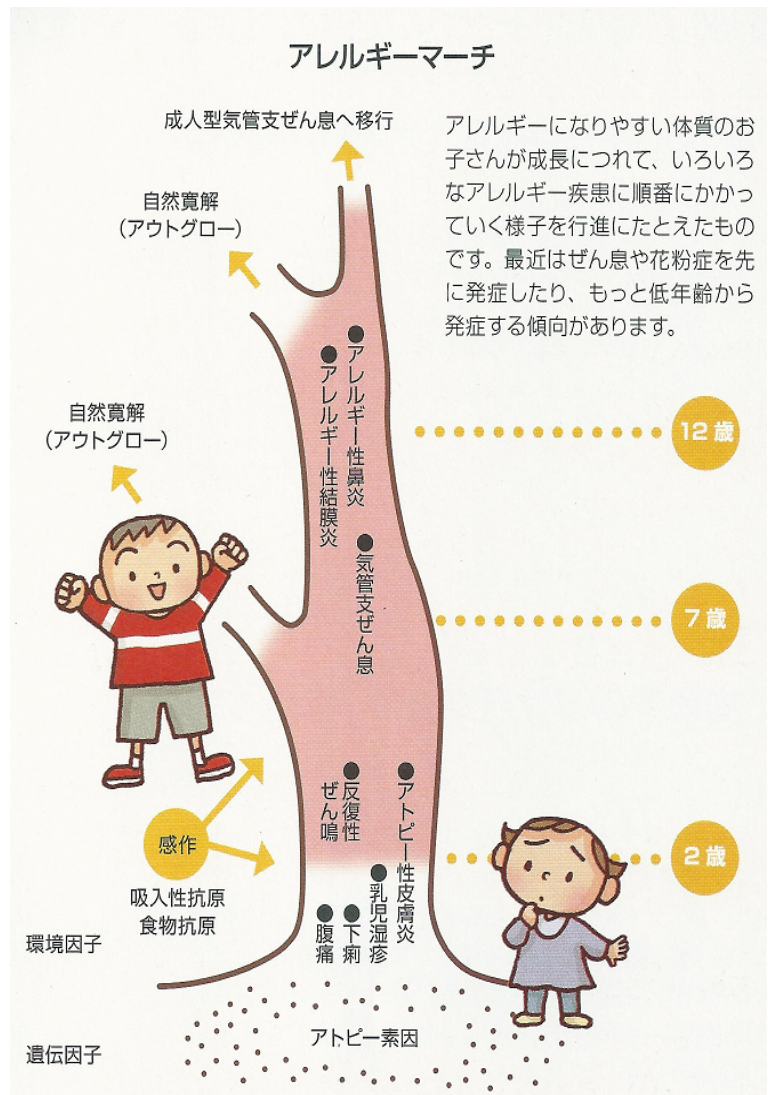 アレルギーマーチ
成人型気管支ぜん息へ移行
アレルギーになりやすい体質のお
子さんが成長につれて、いろいろ
なアレルギー疾患に順番にかかっ
ていく様子を行進にたとえたもの
です。最近はぜん息や花粉症を先
に発症したり、もっと低年齢から
発症する傾向があります。
自然寛解
（アウトグロー）
●アレルギー性鼻炎
●アレルギー性結膜炎
12歳
自然寛解
（アウトグロー）
●気管支ぜん息
7歳
●アトピー性皮膚炎
●反復性
ぜん鳴
感作
2歳
吸入性抗原
食物抗原
●乳児湿疹
●下痢
●腹痛
環境因子
アトピー素因
遺伝因子